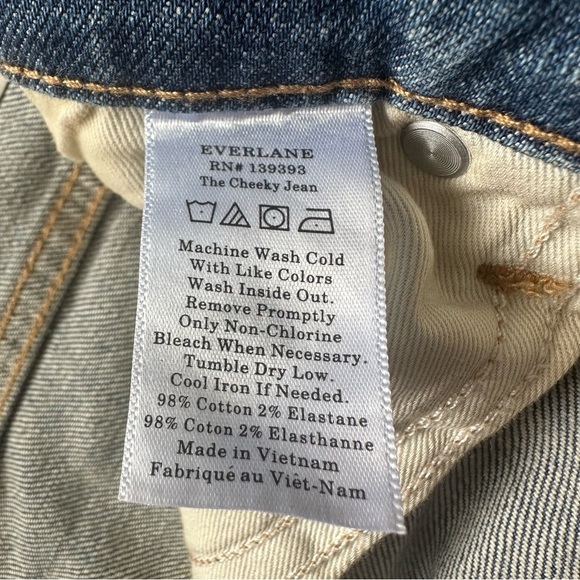 EVERLANE
RN# 139393
The Cheeky Jean
Machine Wash Cold
With Like Colors
Wash Inside Out.
Remove Promptly
Only Non-Chlorine
Bleach When Necessary.
Tumble Dry Low.
Cool Iron If Needed.
98% Cotton 2% Elastane
98% Coton 2% Elasthanne
Made in Vietnam
Fabriqué au Viêt-Nam